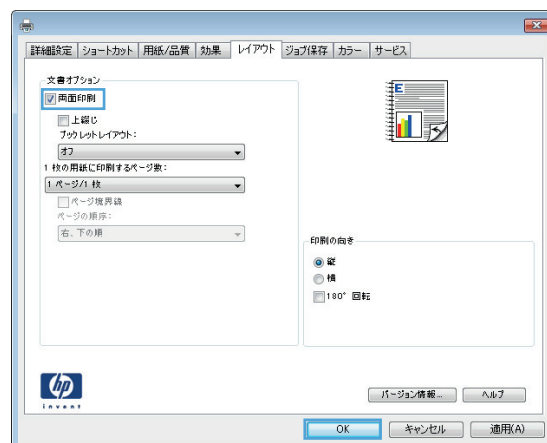 詳細設定 ショートカット 用紙/品質 効果 レイアウト ジョブ保存 カラー サービス
文書オプション
両面印刷
上綴じ
ブックレットレイアウト:
オフ
1 枚の用紙に印刷するページ数:
1 ページ/1 枚
ページ境界線
ページの順序:
右、下の順
E
印刷の向き
縦
横
180° 回転
hp
invent
バージョン情報... ヘルプ
OK キャンセル 適用(A)